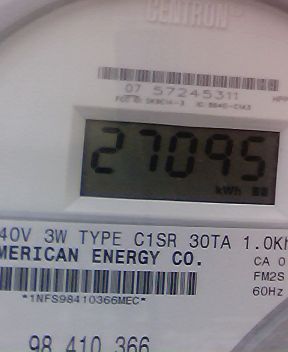 CENTRON®
07 57245311
27095
kWh
40V 3W TYPE C1SR 30TA 1.0Kh
MERICAN ENERGY CO.
CA 0
FM2S
60Hz
*1NFS98410366MEC*
98 410 366